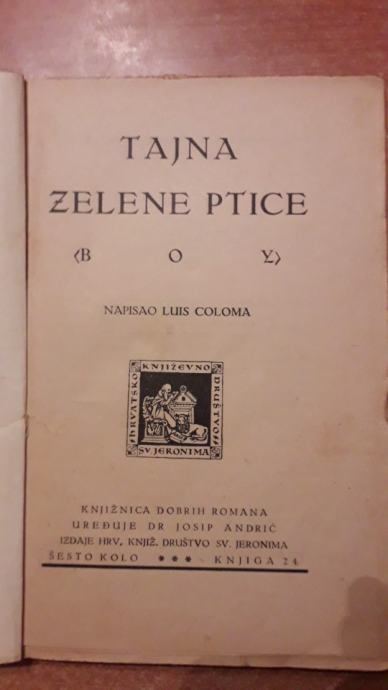 TAJNA
ZELENE PTICE
(B O Y)
NAPISAO LUIS COLOMA
HRVATSKO KNJIŽEVNO DRUŠTVO
SV. JERONIMA
KNJIŽNICA DOBRIH ROMANA
UREĐUJE DR JOSIP ANDRIĆ
IZDAJE HRV. KNJIŽ. DRUŠTVO SV. JERONIMA
ŠESTO KOLO *** KNJIGA 24